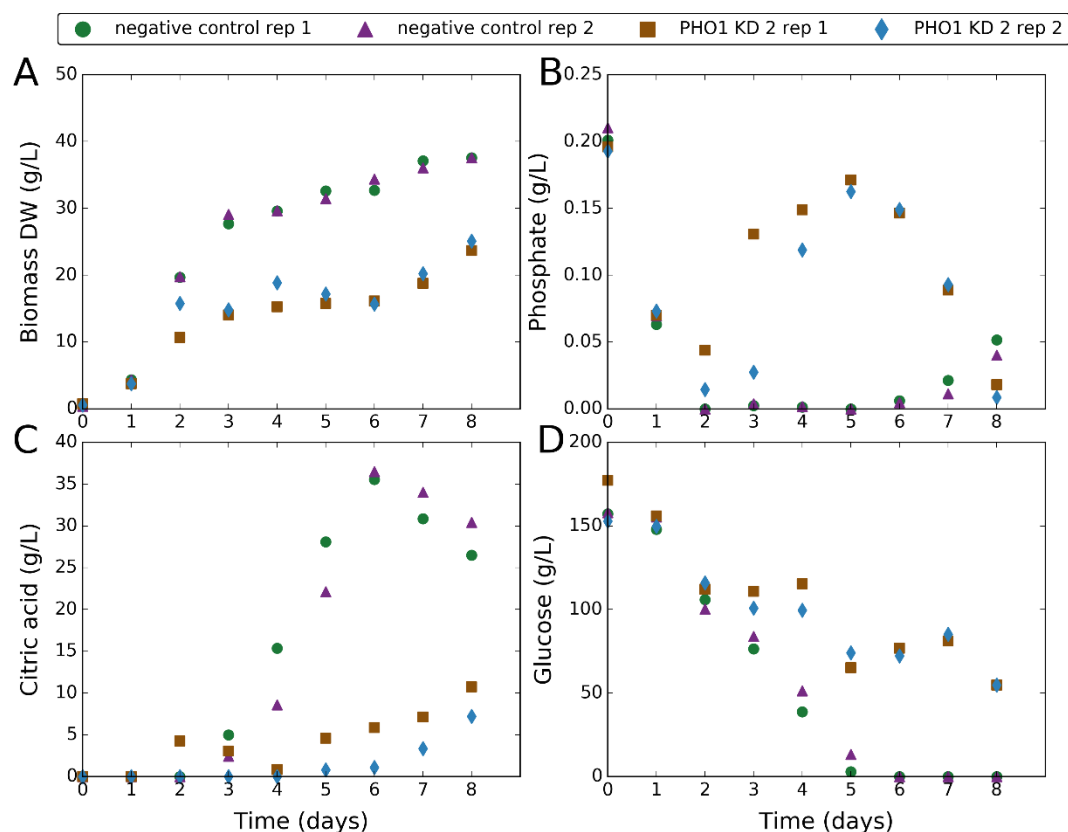 negative control rep 1 negative control rep 2 PHO1 KD 2 rep 1 PHO1 KD 2 rep 2
A
50
40
30
20
10
0
0 1 2 3 4 5 6 7 8
Biomass DW (g/L)
B
0.25
0.20
0.15
0.10
0.05
0.00
0 1 2 3 4 5 6 7 8
Phosphate (g/L)
C
40
35
30
25
20
15
10
5
0
0 1 2 3 4 5 6 7 8
Citric acid (g/L)
Time (days)
D
200
150
100
50
0
0 1 2 3 4 5 6 7 8
Glucose (g/L)
Time (days)